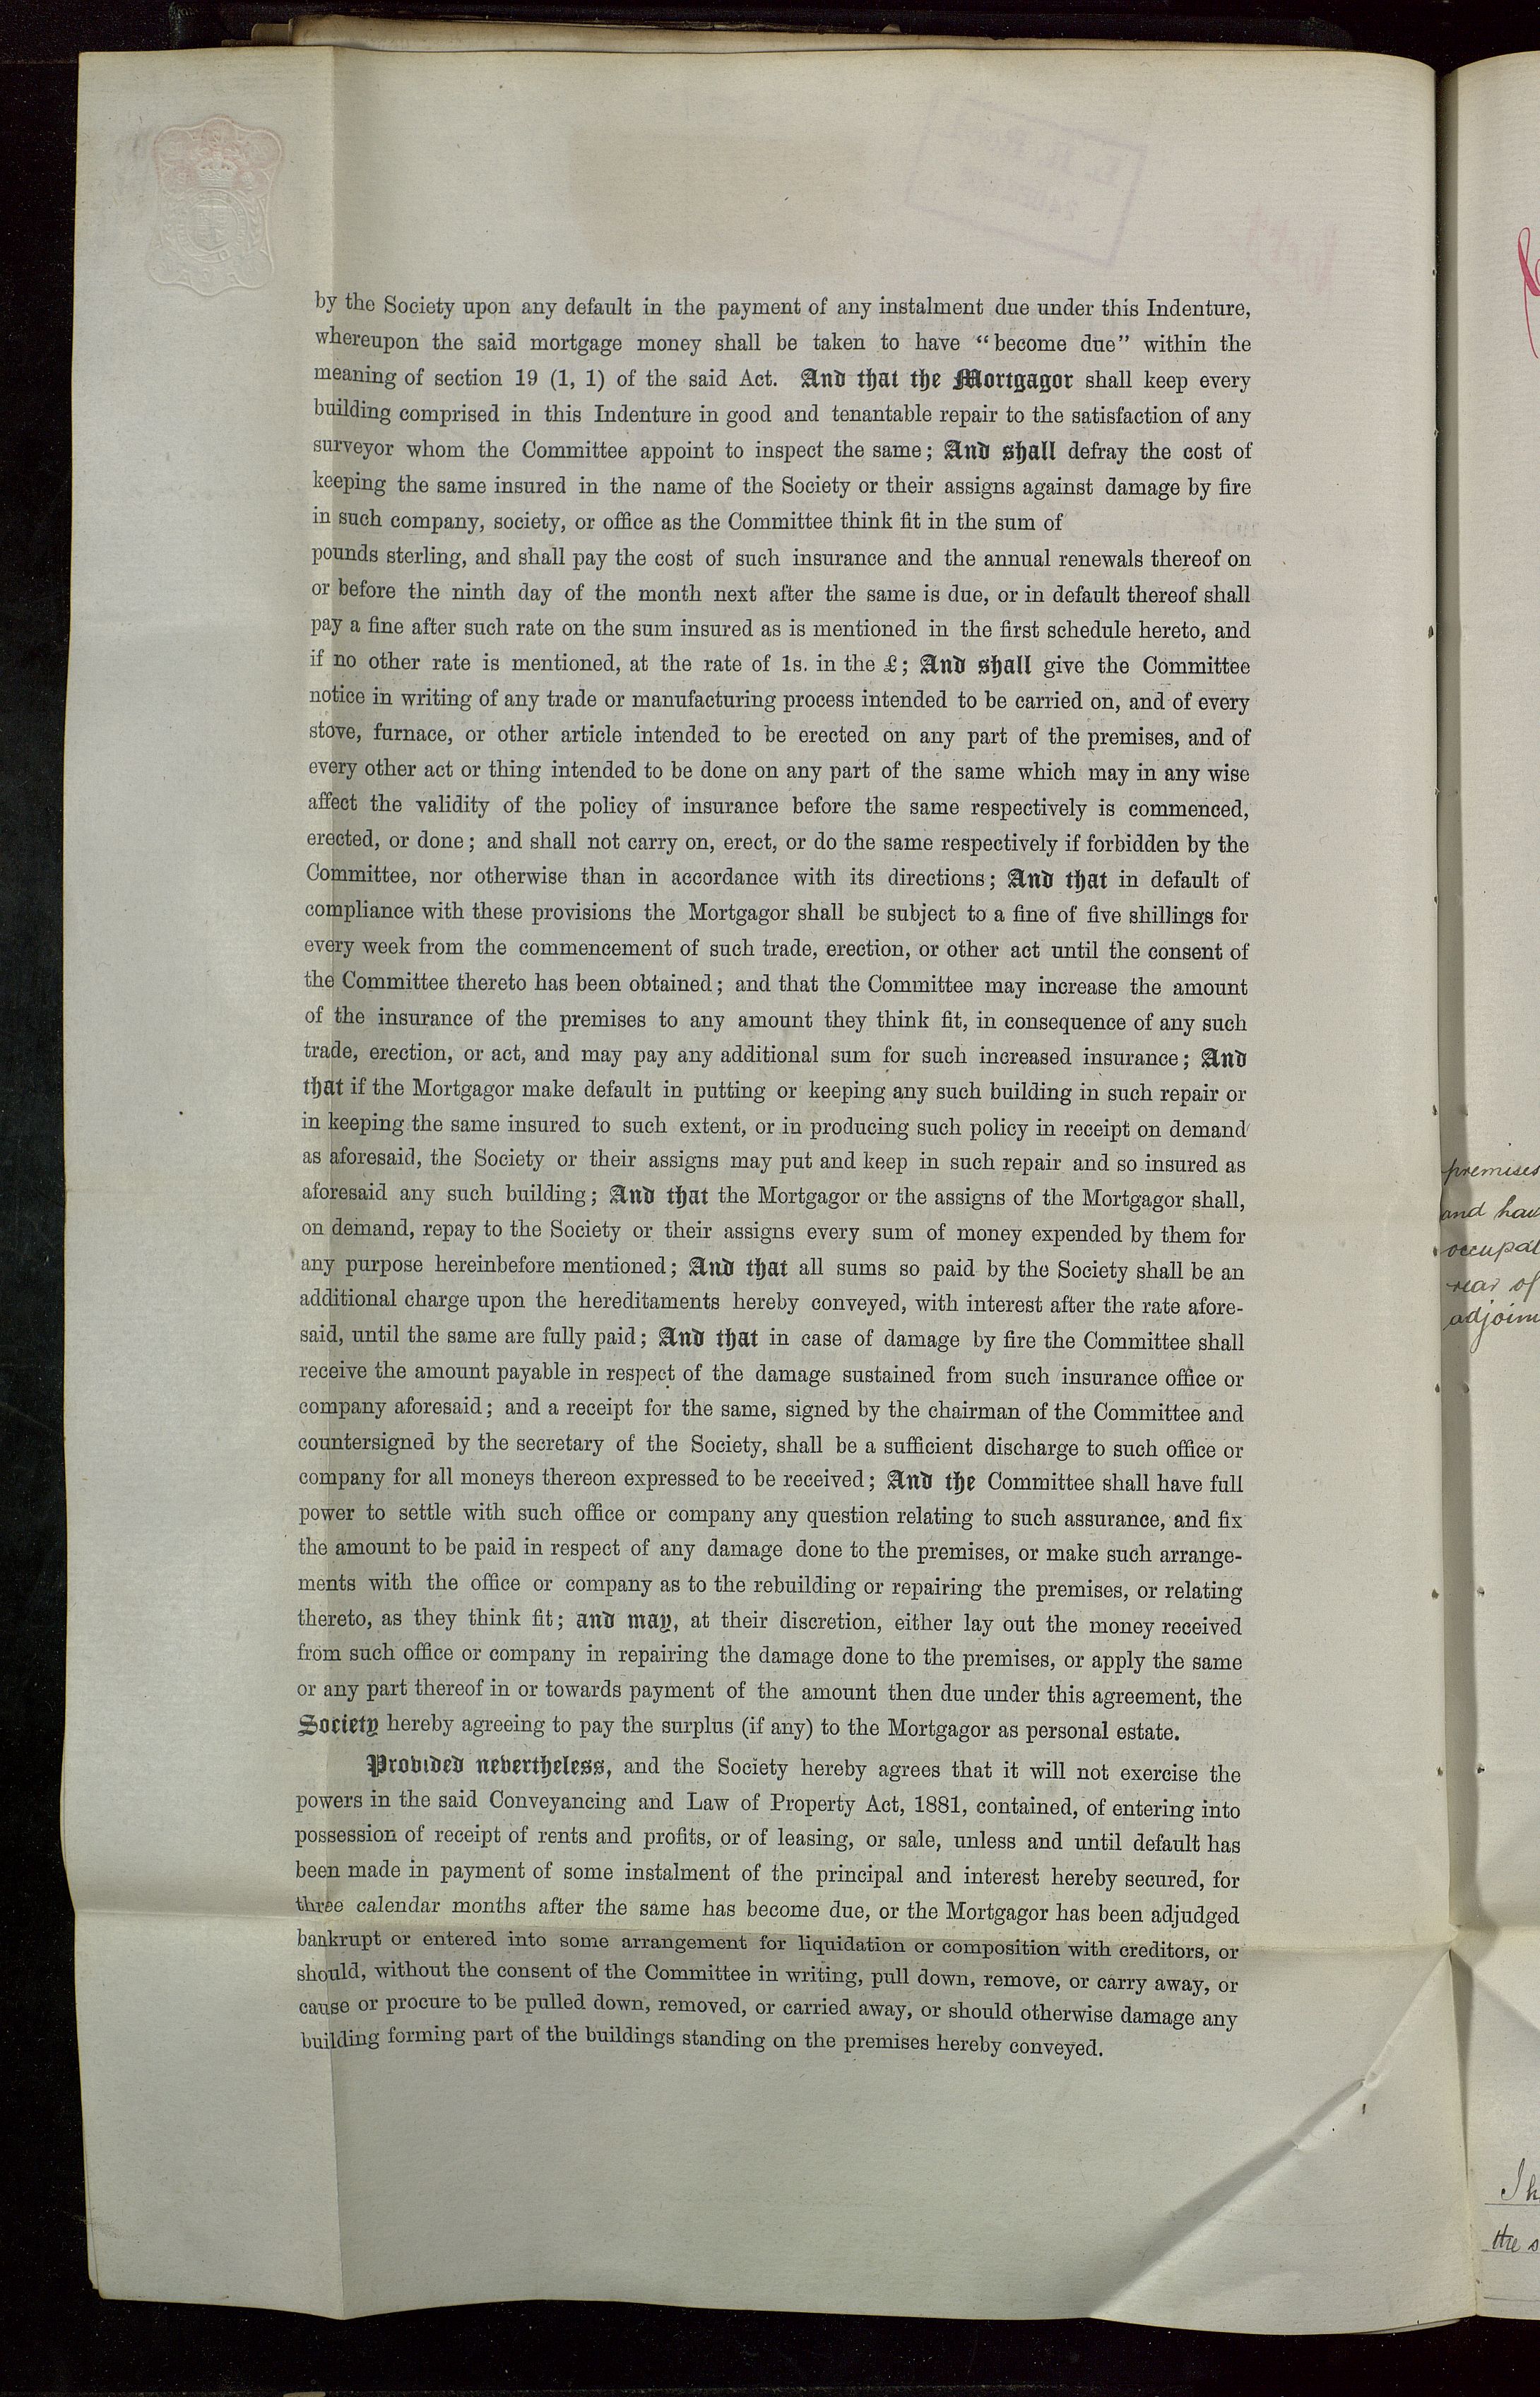 by the Society upon any default in the payment of any instalment due under this Indenture,
whereupon the said mortgage money shall be taken to have “become due” within the
meaning of section 19 (1, 1) of the said Act. And that the Mortgagor shall keep every
building comprised in this Indenture in good and tenantable repair to the satisfaction of any
surveyor whom the Committee appoint to inspect the same; And shall defray the cost of
keeping the same insured in the name of the Society or their assigns against damage by fire
in such company, society, or office as the Committee think fit in the sum of
pounds sterling, and shall pay the cost of such insurance and the annual renewals thereof on
or before the ninth day of the month next after the same is due, or in default thereof shall
pay a fine after such rate on the sum insured as is mentioned in the first schedule hereto, and
if no other rate is mentioned, at the rate of 1s. in the £; And shall give the Committee
notice in writing of any trade or manufacturing process intended to be carried on, and of every
stove, furnace, or other article intended to be erected on any part of the premises, and of
every other act or thing intended to be done on any part of the same which may in any wise
affect the validity of the policy of insurance before the same respectively is commenced,
erected, or done; and shall not carry on, erect, or do the same respectively if forbidden by the
Committee, nor otherwise than in accordance with its directions; And that in default of
compliance with these provisions the Mortgagor shall be subject to a fine of five shillings for
every week from the commencement of such trade, erection, or other act until the consent of
the Committee thereto has been obtained; and that the Committee may increase the amount
of the insurance of the premises to any amount they think fit, in consequence of any such
trade, erection, or act, and may pay any additional sum for such increased insurance; And
that if the Mortgagor make default in putting or keeping any such building in such repair or
in keeping the same insured to such extent, or in producing such policy in receipt on demand
as aforesaid, the Society or their assigns may put and keep in such repair and so insured as
aforesaid any such building; And that the Mortgagor or the assigns of the Mortgagor shall,
on demand, repay to the Society or their assigns every sum of money expended by them for
any purpose hereinbefore mentioned; And that all sums so paid by the Society shall be an
additional charge upon the hereditaments hereby conveyed, with interest after the rate afore-
said, until the same are fully paid; And that in case of damage by fire the Committee shall
receive the amount payable in respect of the damage sustained from such insurance office or
company aforesaid; and a receipt for the same, signed by the chairman of the Committee and
countersigned by the secretary of the Society, shall be a sufficient discharge to such office or
company for all moneys thereon expressed to be received; And the Committee shall have full
power to settle with such office or company any question relating to such assurance, and fix
the amount to be paid in respect of any damage done to the premises, or make such arrange-
ments with the office or company as to the rebuilding or repairing the premises, or relating
thereto, as they think fit; and may, at their discretion, either lay out the money received
from such office or company in repairing the damage done to the premises, or apply the same
or any part thereof in or towards payment of the amount then due under this agreement, the
Society hereby agreeing to pay the surplus (if any) to the Mortgagor as personal estate.
Provided nevertheless, and the Society hereby agrees that it will not exercise the
powers in the said Conveyancing and Law of Property Act, 1881, contained, of entering into
possession of receipt of rents and profits, or of leasing, or sale, unless and until default has
been made in payment of some instalment of the principal and interest hereby secured, for
three calendar months after the same has become due, or the Mortgagor has been adjudged
bankrupt or entered into some arrangement for liquidation or composition with creditors, or
should, without the consent of the Committee in writing, pull down, remove, or carry away, or
cause or procure to be pulled down, removed, or carried away, or should otherwise damage any
building forming part of the buildings standing on the premises hereby conveyed.
premises
and
rear of
the